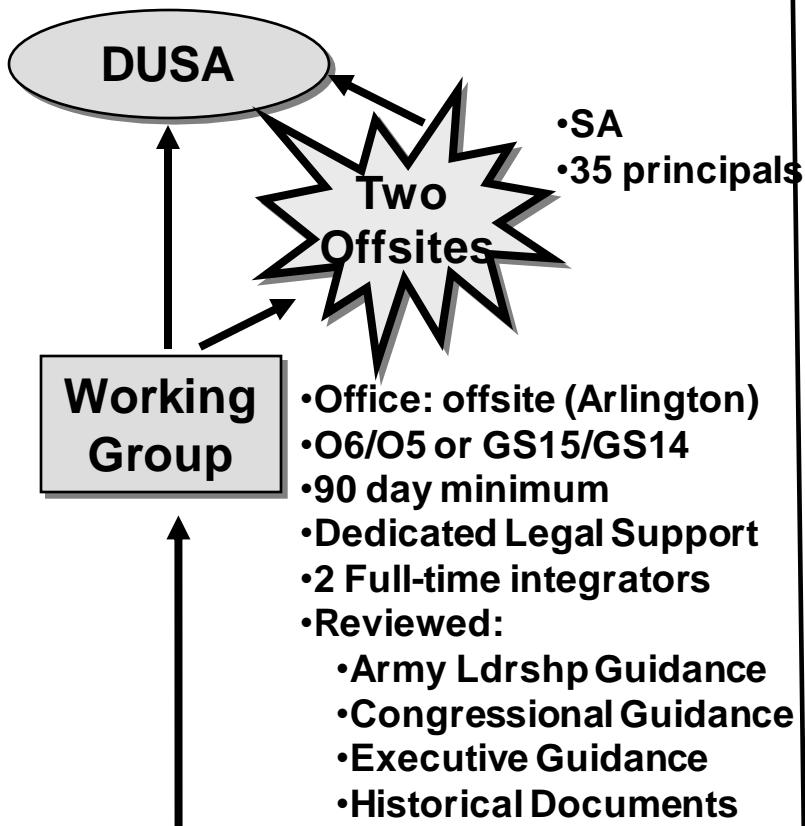 DUSA
•SA
•35 principals
Two
Offsites
Working
Group
•Office: offsite (Arlington)
•O6/O5 or GS15/GS14
•90 day minimum
•Dedicated Legal Support
•2 Full-time integrators
•Reviewed:
•Army Ldrshp Guidance
•Congressional Guidance
•Executive Guidance
•Historical Documents